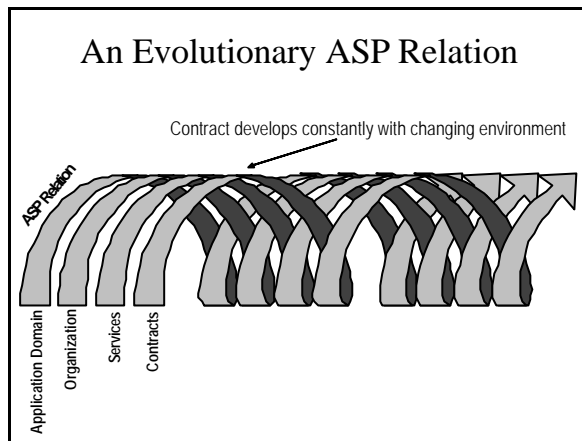 An Evolutionary ASP Relation
Contract develops constantly with changing environment
ASP Relation
Application Domain
Organization
Services
Contracts